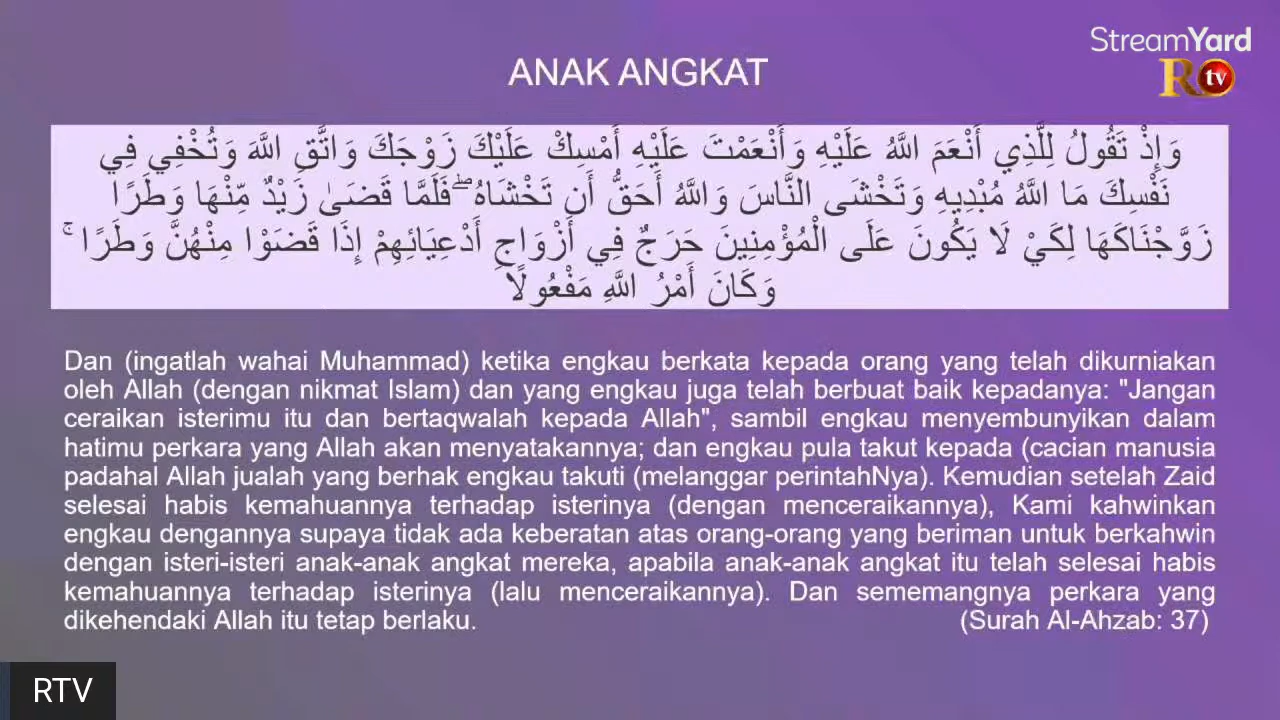 StreamYard
R tv
ANAK ANGKAT
وَإِذْ تَقُولُ لِلَّذِي أَنْعَمَ اللَّهُ عَلَيْهِ وَأَنْعَمْتَ عَلَيْهِ أَمْسِكْ عَلَيْكَ زَوْجَكَ وَاتَّقِ اللَّهَ وَتُخْفِي فِي
نَفْسِكَ مَا اللَّهُ مُبْدِيهِ وَتَخْشَى النَّاسَ وَاللَّهُ أَحَقُّ أَن تَخْشَاهُ ۖ فَلَمَّا قَضَىٰ زَيْدٌ مِّنْهَا وَطَرًا
زَوَّجْنَاكَهَا لِكَيْ لَا يَكُونَ عَلَى الْمُؤْمِنِينَ حَرَجٌ فِي أَزْوَاجِ أَدْعِيَائِهِمْ إِذَا قَضَوْا مِنْهُنَّ وَطَرًا ۚ
وَكَانَ أَمْرُ اللَّهِ مَفْعُولًا
Dan (ingatlah wahai Muhammad) ketika engkau berkata kepada orang yang telah dikurniakan
oleh Allah (dengan nikmat Islam) dan yang engkau juga telah berbuat baik kepadanya: "Jangan
ceraikan isterimu itu dan bertaqwalah kepada Allah", sambil engkau menyembunyikan dalam
hatimu perkara yang Allah akan menyatakannya; dan engkau pula takut kepada (cacian manusia
padahal Allah jualah yang berhak engkau takuti (melanggar perintahNya). Kemudian setelah Zaid
selesai habis kemahuannya terhadap isterinya (dengan menceraikannya), Kami kahwinkan
engkau dengannya supaya tidak ada keberatan atas orang-orang yang beriman untuk berkahwin
dengan isteri-isteri anak-anak angkat mereka, apabila anak-anak angkat itu telah selesai habis
kemahuannya terhadap isterinya (lalu menceraikannya). Dan sememangnya perkara yang
dikehendaki Allah itu tetap berlaku. (Surah Al-Ahzab: 37)
RTV